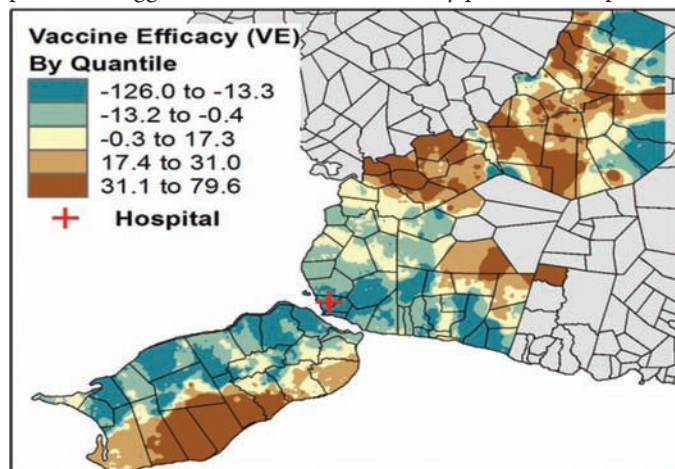 Vaccine Efficacy (VE)
By Quantile
-126.0 to -13.3
-13.2 to -0.4
-0.3 to 17.3
17.4 to 31.0
31.1 to 79.6
Hospital